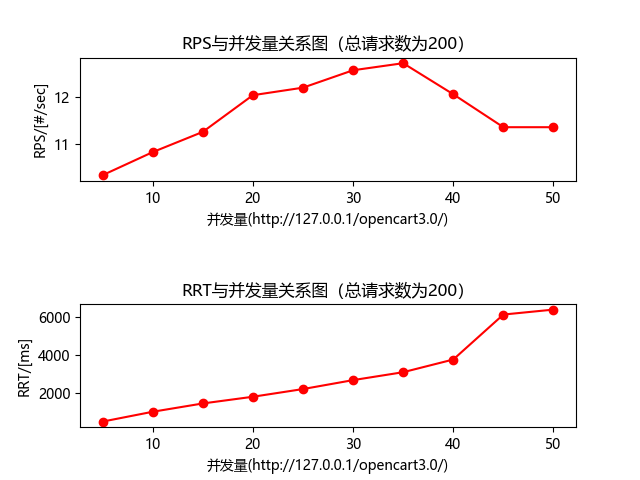 RPS与并发量关系图（总请求数为200）
RPS/[#/sec]
12
11
10 20 30 40 50
并发量(http://127.0.0.1/opencart3.0/)
RRT与并发量关系图（总请求数为200）
RRT/[ms]
6000
4000
2000
10 20 30 40 50
并发量(http://127.0.0.1/opencart3.0/)